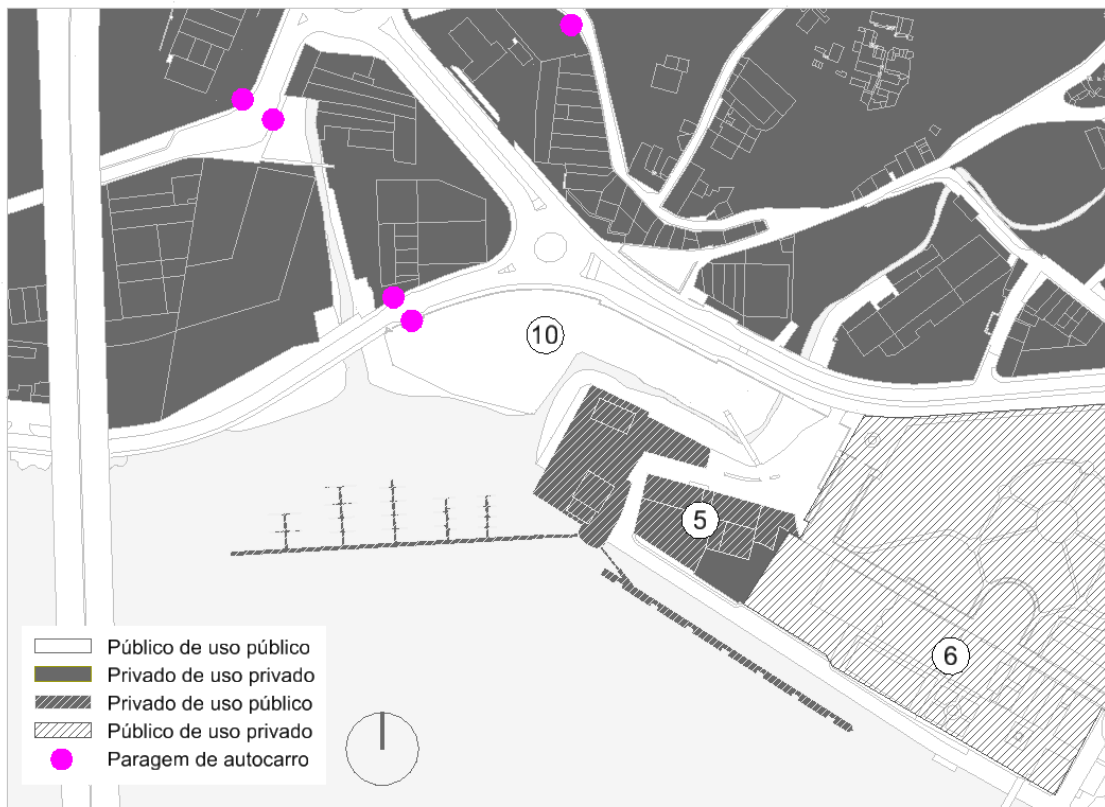 10
5
6
Público de uso público
Privado de uso privado
Privado de uso público
Público de uso privado
Paragem de autocarro